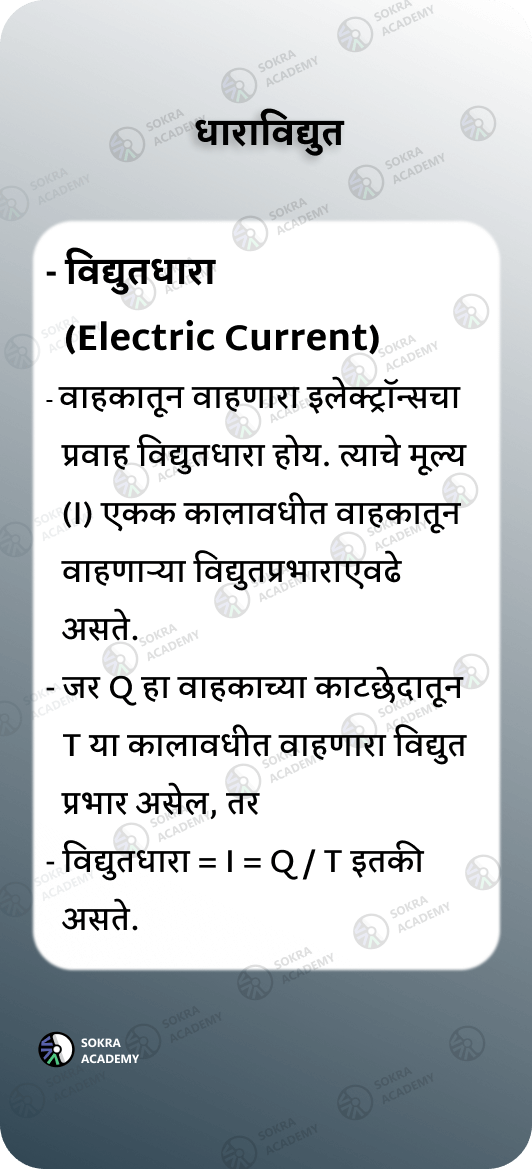 धाराविद्युत
- विद्युतधारा
(Electric Current)
- वाहकातून वाहणारा इलेक्ट्रॉन्सचा
प्रवाह विद्युतधारा होय. त्याचे मूल्य
(I) एकक कालावधीत वाहकातून
वाहणाऱ्या विद्युतप्रभाराएवढे
असते.
- जर Q हा वाहकाच्या काटछेदातून
T या कालावधीत वाहणारा विद्युत
प्रभार असेल, तर
- विद्युतधारा = I = Q / T इतकी
असते.
SOKRA
ACADEMY